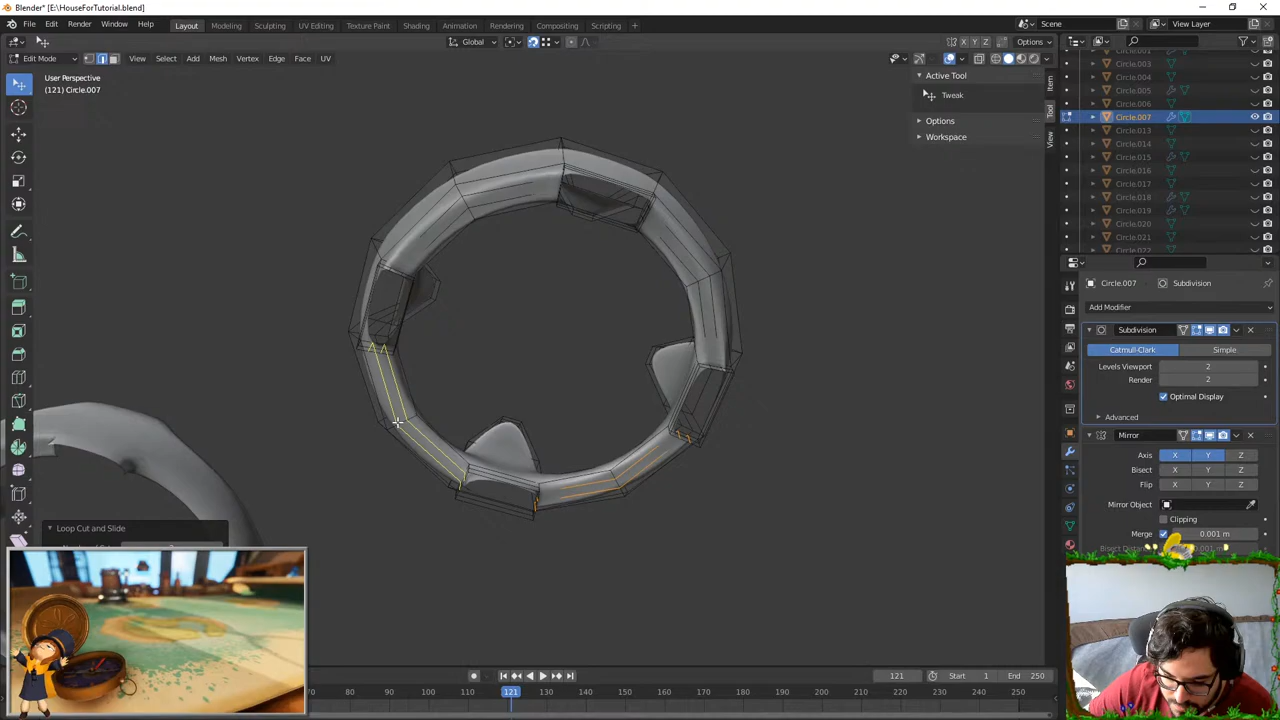 Blender* [E:\HouseForTutorial.blend]
File Edit Render Window Help Layout Modeling Sculpting UV Editing Texture Paint Shading Animation Rendering Compositing Scripting + Scene View Layer
Global X Y Z Options
Edit Mode View Select Add Mesh Vertex Edge Face UV
User Perspective
(121) Circle.007
Active Tool
Tweak
Options
Workspace
Item
Tool
View
Circle.003
Circle.004
Circle.005
Circle.006
Circle.007
Circle.013
Circle.014
Circle.015
Circle.016
Circle.017
Circle.018
Circle.019
Circle.020
Circle.021
Circle.022
Circle.007 Subdivision
Add Modifier
Subdivision
Catmull-Clark Simple
Levels Viewport 2
Render 2
Optimal Display
Advanced
Mirror
Axis X Y Z
Bisect X Y Z
Flip X Y Z
Mirror Object
Clipping
Merge 0.001 m
Loop Cut and Slide
121 Start 1 End 250
80 90 100 110 121 130 140 150 160 170 180 190 200 210 220 230 240 250